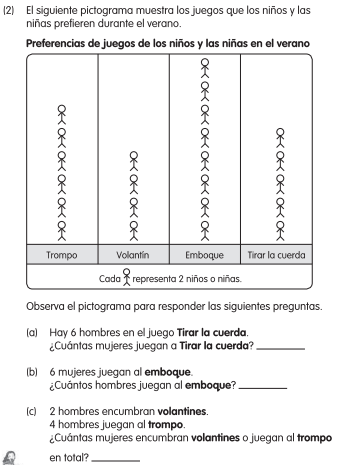 (2) El siguiente pictograma muestra los juegos que los niños y las
niñas prefieren durante el verano.
Preferencias de juegos de los niños y las niñas en el verano
Trompo Volantín Emboque Tirar la cuerda
Cada representa 2 niños o niñas.
Observa el pictograma para responder las siguientes preguntas.
(a) Hay 6 hombres en el juego Tirar la cuerda.
¿Cuántas mujeres juegan a Tirar la cuerda?
(b) 6 mujeres juegan al emboque.
¿Cuántos hombres juegan al emboque?
(c) 2 hombres encumbran volantines.
4 hombres juegan al trompo.
¿Cuántas mujeres encumbran volantines o juegan al trompo
en total?